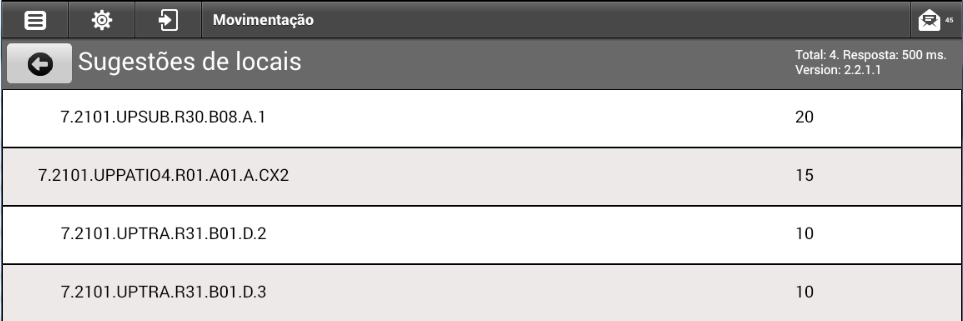 Movimentação
45
Sugestões de locais
Total: 4. Resposta: 500 ms.
Version: 2.2.1.1
7.2101.UPSUB.R30.B08.A.1 20
7.2101.UPPATIO4.R01.A01.A.CX2 15
7.2101.UPTRA.R31.B01.D.2 10
7.2101.UPTRA.R31.B01.D.3 10